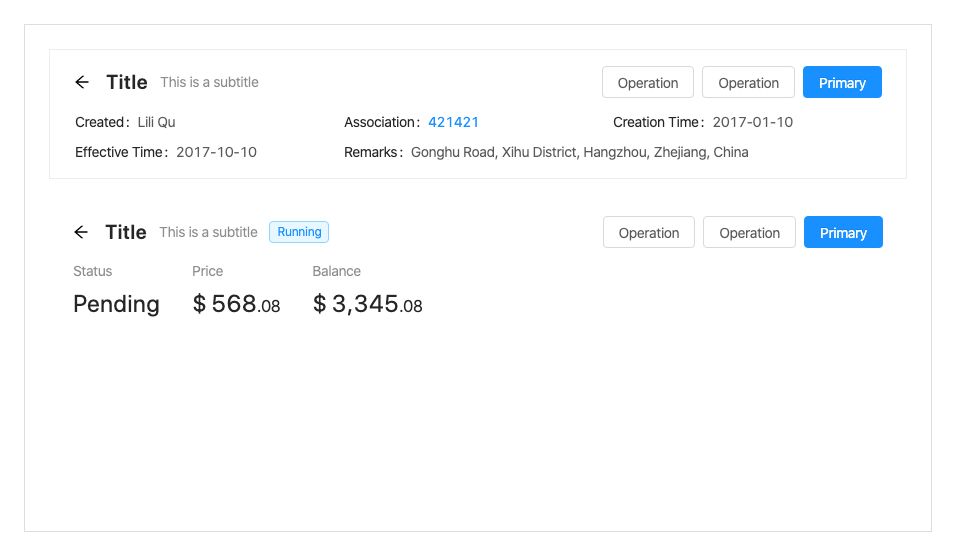 Title This is a subtitle Operation Operation Primary
Created: Lili Qu Association: 421421 Creation Time: 2017-01-10
Effective Time: 2017-10-10 Remarks: Gonghu Road, Xihu District, Hangzhou, Zhejiang, China
Title This is a subtitle Running Operation Operation Primary
Status Price Balance
Pending $ 568.08 $ 3,345.08